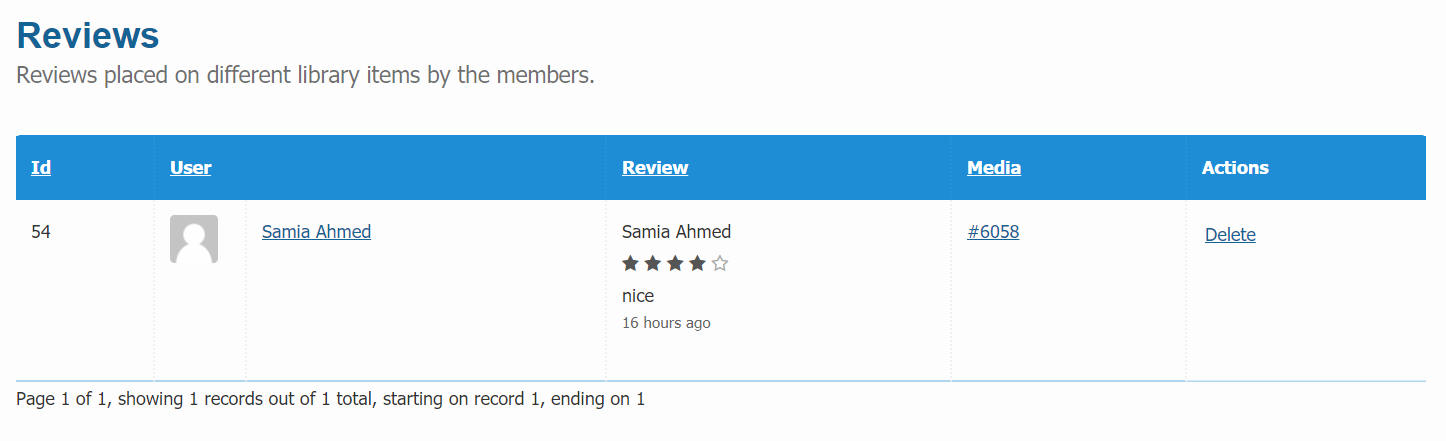 Reviews
Reviews placed on different library items by the members.
Id User Review Media Actions
54 Samia Ahmed Samia Ahmed #6058 Delete
nice
16 hours ago
Page 1 of 1, showing 1 records out of 1 total, starting on record 1, ending on 1